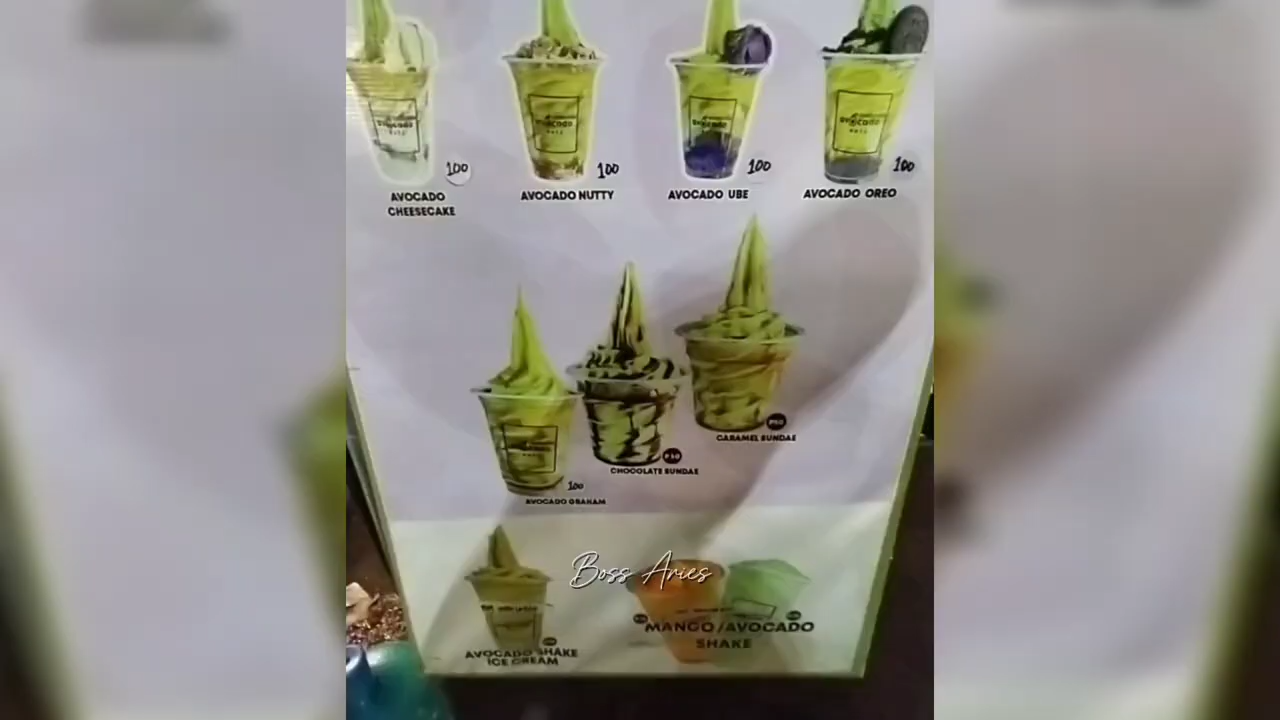 100
100
100
100
AVOCADO
CHEESECAKE
AVOCADO NUTTY
AVOCADO UBE
AVOCADO OREO
CARAMEL SUNDAE
CHOCOLATE SUNDAE
100
AVOCADO GRAHAM
Boss Aries
MANGO/AVOCADO
SHAKE
AVOCADO SHAKE
ICE CREAM